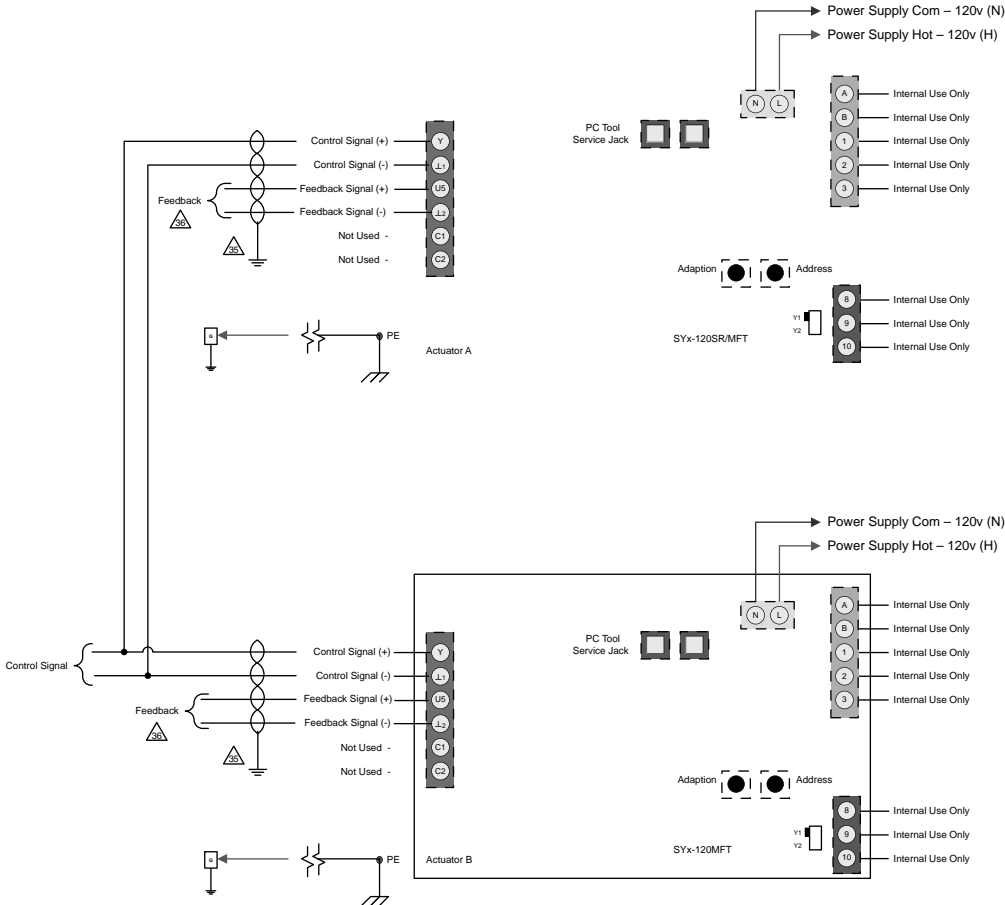 Power Supply Com – 120v (N)
Power Supply Hot – 120v (H)
N L
A Internal Use Only
B Internal Use Only
1 Internal Use Only
2 Internal Use Only
3 Internal Use Only
PC Tool
Service Jack
Control Signal (+) Y
Control Signal (-) ⊥1
Feedback Signal (+) U5
Feedback Signal (-) ⊥2
Not Used - C1
Not Used - C2
Feedback
36
35
Adaption
Address
8 Internal Use Only
9 Internal Use Only
10 Internal Use Only
Y1
Y2
SYx-120SR/MFT
G
PE
Actuator A
Power Supply Com – 120v (N)
Power Supply Hot – 120v (H)
N L
A Internal Use Only
B Internal Use Only
1 Internal Use Only
2 Internal Use Only
3 Internal Use Only
PC Tool
Service Jack
Control Signal
Control Signal (+) Y
Control Signal (-) ⊥1
Feedback Signal (+) U5
Feedback Signal (-) ⊥2
Not Used - C1
Not Used - C2
Feedback
36
35
Adaption
Address
8 Internal Use Only
9 Internal Use Only
10 Internal Use Only
Y1
Y2
SYx-120MFT
G
PE
Actuator B